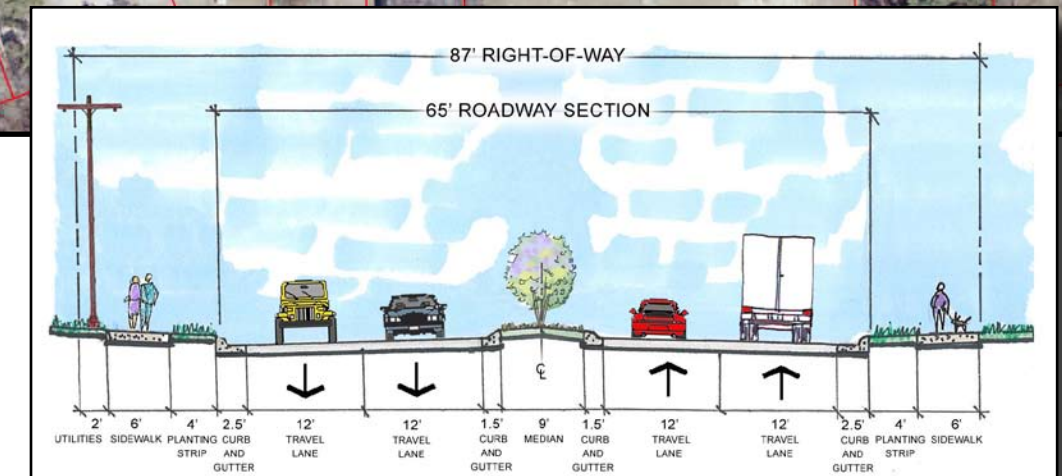 87' RIGHT-OF-WAY
65' ROADWAY SECTION
℄
2' 6' 4' 2.5' 12' 12' 1.5' 9' 1.5' 12' 12' 2.5' 4' 6'
UTILITIES SIDEWALK PLANTING CURB TRAVEL TRAVEL CURB MEDIAN CURB TRAVEL TRAVEL CURB PLANTING SIDEWALK
STRIP AND LANE LANE AND AND LANE LANE AND STRIP
GUTTER GUTTER GUTTER GUTTER